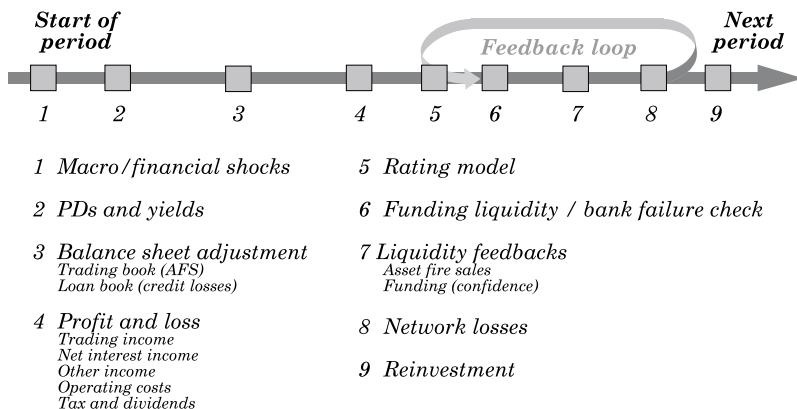 Start of
period
Feedback loop
Next
period
1 2 3 4 5 6 7 8 9
1 Macro/financial shocks
2 PDs and yields
3 Balance sheet adjustment
Trading book (AFS)
Loan book (credit losses)
4 Profit and loss
Trading income
Net interest income
Other income
Operating costs
Tax and dividends
5 Rating model
6 Funding liquidity / bank failure check
7 Liquidity feedbacks
Asset fire sales
Funding (confidence)
8 Network losses
9 Reinvestment